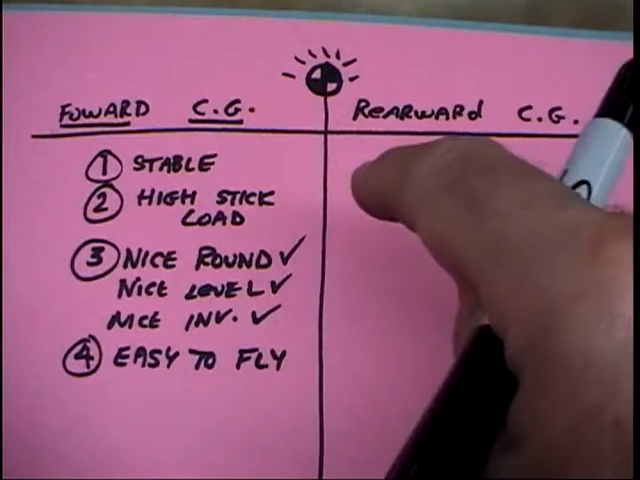 FOWARD C.G.
REARWARD C.G.
① STABLE
② HIGH STICK
LOAD
③ NICE ROUND ✓
NICE LEVEL ✓
NICE INV. ✓
④ EASY TO FLY